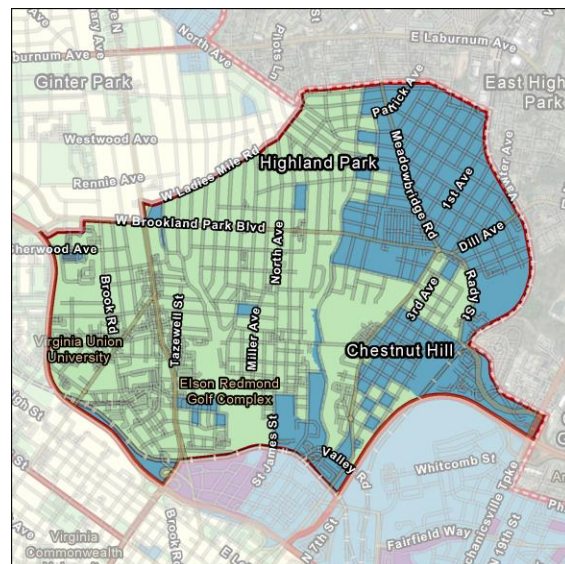 E Laburnum Ave
North Ave
Laburnum Ave
Ginter Park
East High
Park
Patrick Ave
Westwood Ave
Meadowbridge Rd
Highland Park
W Ladies Mile Rd
1st Ave
Rennie Ave
W Brookland Park Blvd
Dill Ave
Sherwood Ave
North Ave
Brook Rd
3rd Ave
Rady St
Tazewell St
Miller Ave
Virginia Union
University
Chestnut Hill
Elson Redmond
Golf Complex
St James St
Valley Rd
Whitcomb St
Mechanicsville Tpke
Virginia
Commonwealth
Brook Rd
N 7th St
Fairfield Way
N 19th St